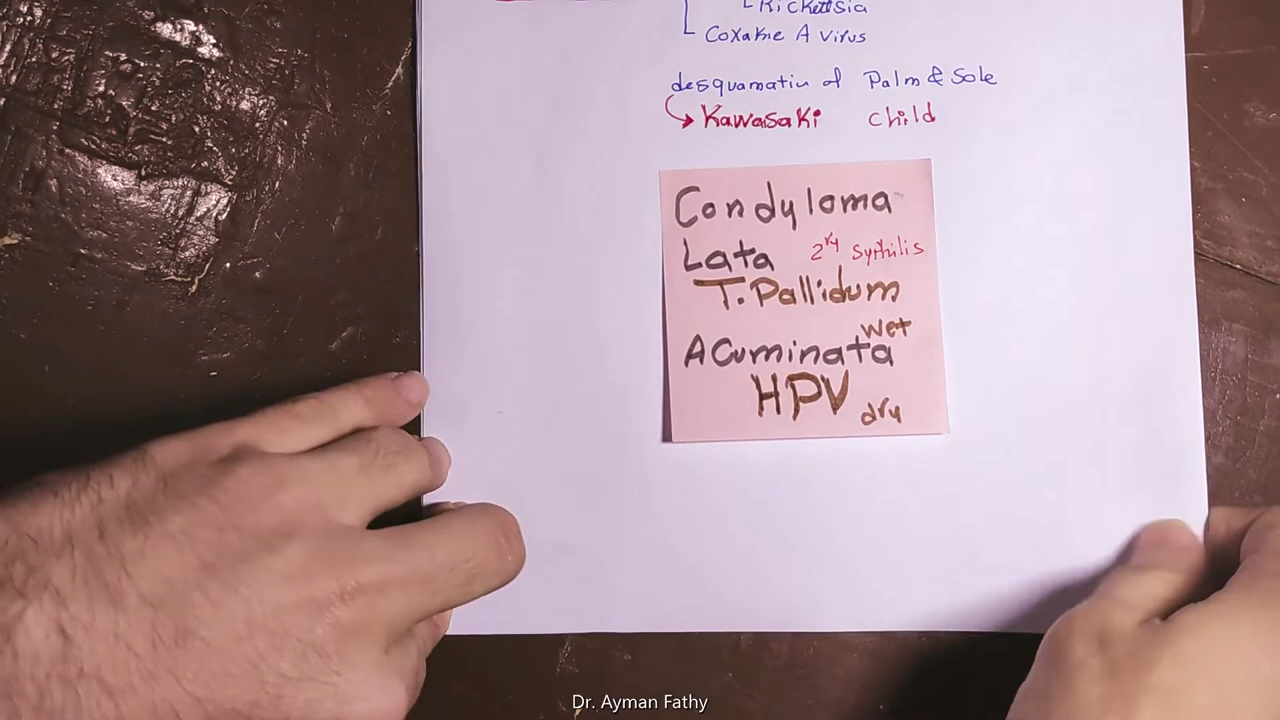 Rickettsia
Coxakie A Virus
desquamatiu of Palm & Sole
Kawasaki child
Condyloma
Lata 2ry Syphilis
T. Pallidum
wet
Acuminata
HPV dry
Dr. Ayman Fathy